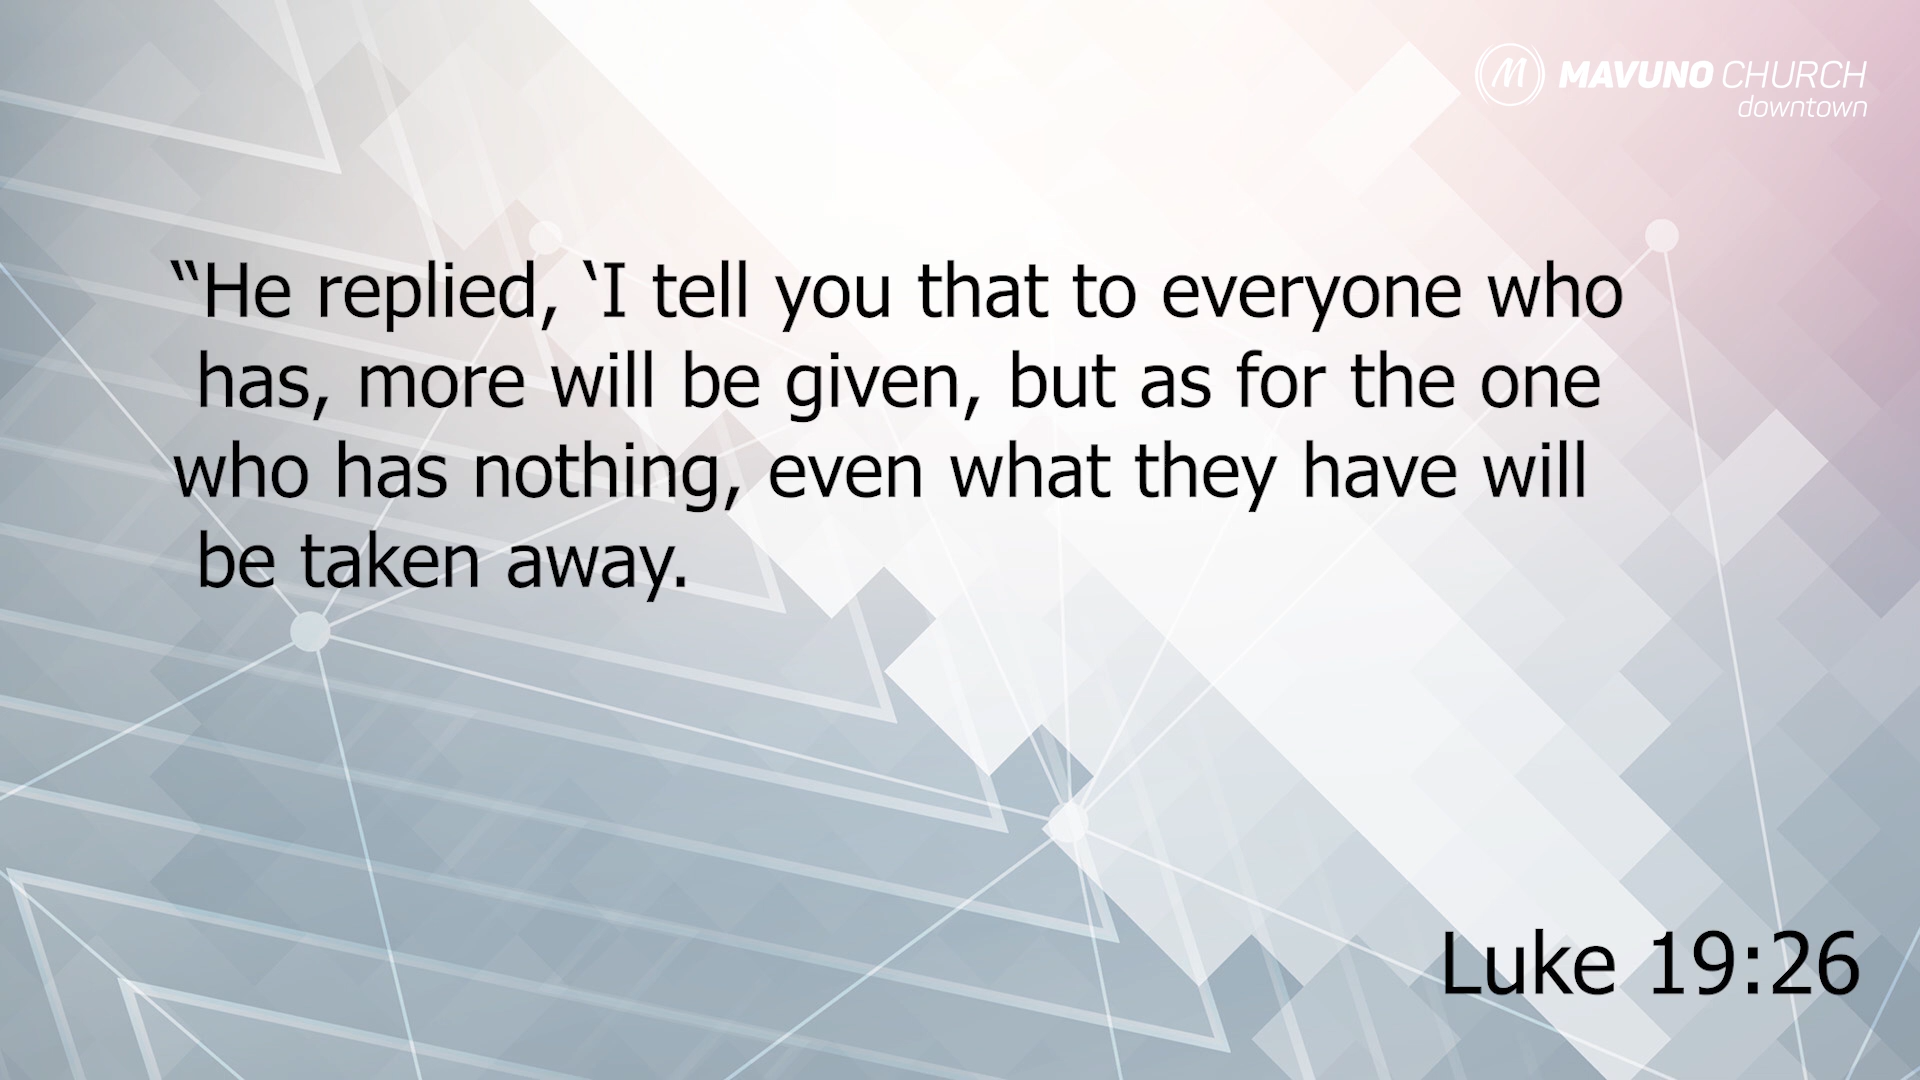 MAVUNO CHURCH
downtown
“He replied, ‘I tell you that to everyone who
has, more will be given, but as for the one
who has nothing, even what they have will
be taken away.
Luke 19:26